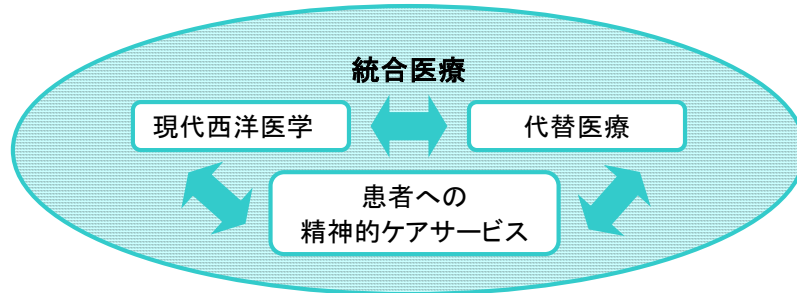 統合医療
現代西洋医学
代替医療
患者への
精神的ケアサービス